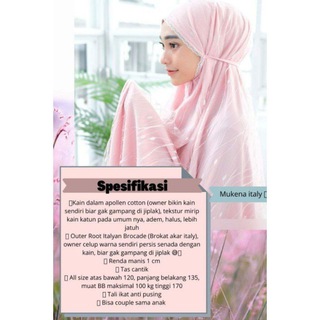 Spesifikasi
Mukena italy
Kain dalam apollen cotton (owner bikin kain
sendiri biar gak gampang di jiplak), tekstur mirip
kain katun pada umum nya, adem, halus, lebih
jatuh
Outer Root Italyan Brocade (Brokat akar italy),
owner celup warna sendiri persis senada dengan
kain, biar gak gampang di jiplak 😅
Renda manis 1 cm
Tas cantik
All size atas bawah 120, panjang belakang 135,
muat BB maksimal 100 kg tinggi 170
Tali ikat anti pusing
Bisa couple sama anak